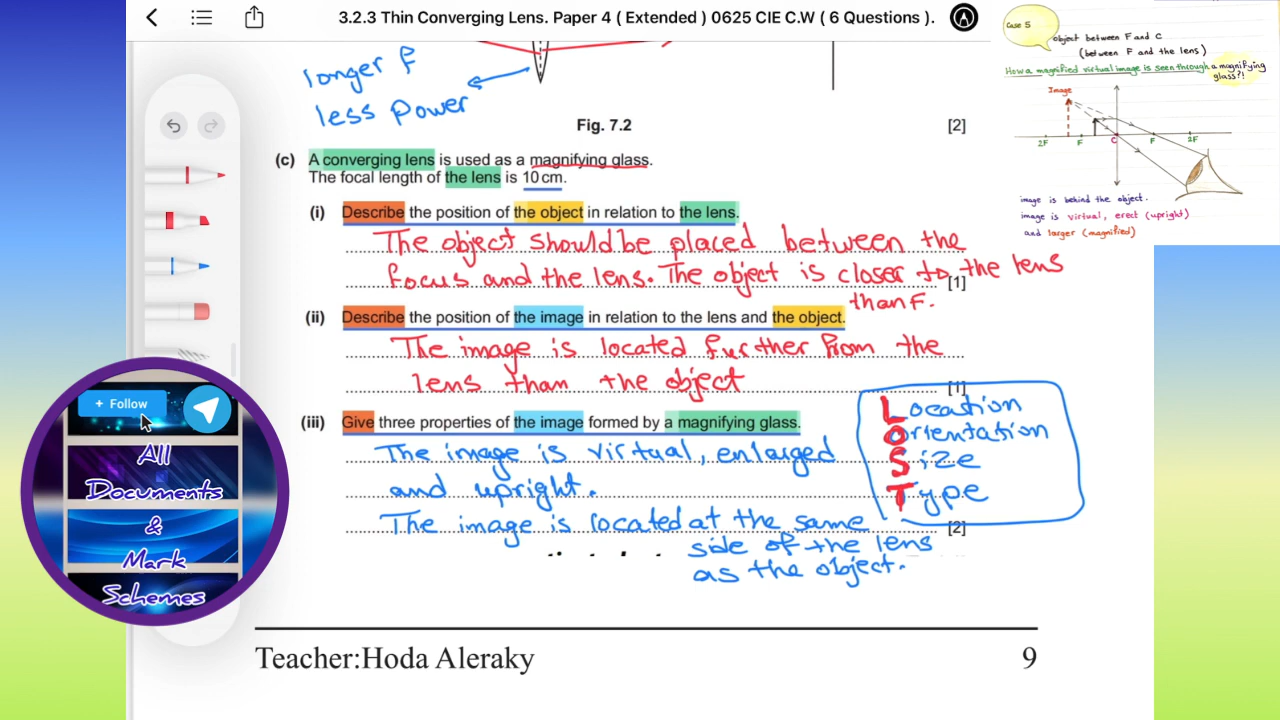 3.2.3 Thin Converging Lens. Paper 4 ( Extended ) 0625 CIE C.W ( 6 Questions ).
longer f
less power
Fig. 7.2
[2]
(c) A converging lens is used as a magnifying glass.
The focal length of the lens is 10 cm.
(i) Describe the position of the object in relation to the lens.
The object should be placed between the
focus and the lens. The object is closer to the lens
than F.
[1]
(ii) Describe the position of the image in relation to the lens and the object.
The image is located further from the
lens than the object
[1]
(iii) Give three properties of the image formed by a magnifying glass.
The image is virtual, enlarged
and upright.
The image is located at the same
side of the lens
as the object.
[2]
Location
Orientation
Size
Type
Teacher:Hoda Aleraky
9
+ Follow
All
Documents
&
Mark
Schemes
Case 5
object between F and C
(between F and the lens)
How a magnified virtual image is seen through a magnifying
glass?!
Image
2F F C F 2F
image is behind the object.
image is virtual, erect (upright)
and larger (magnified)